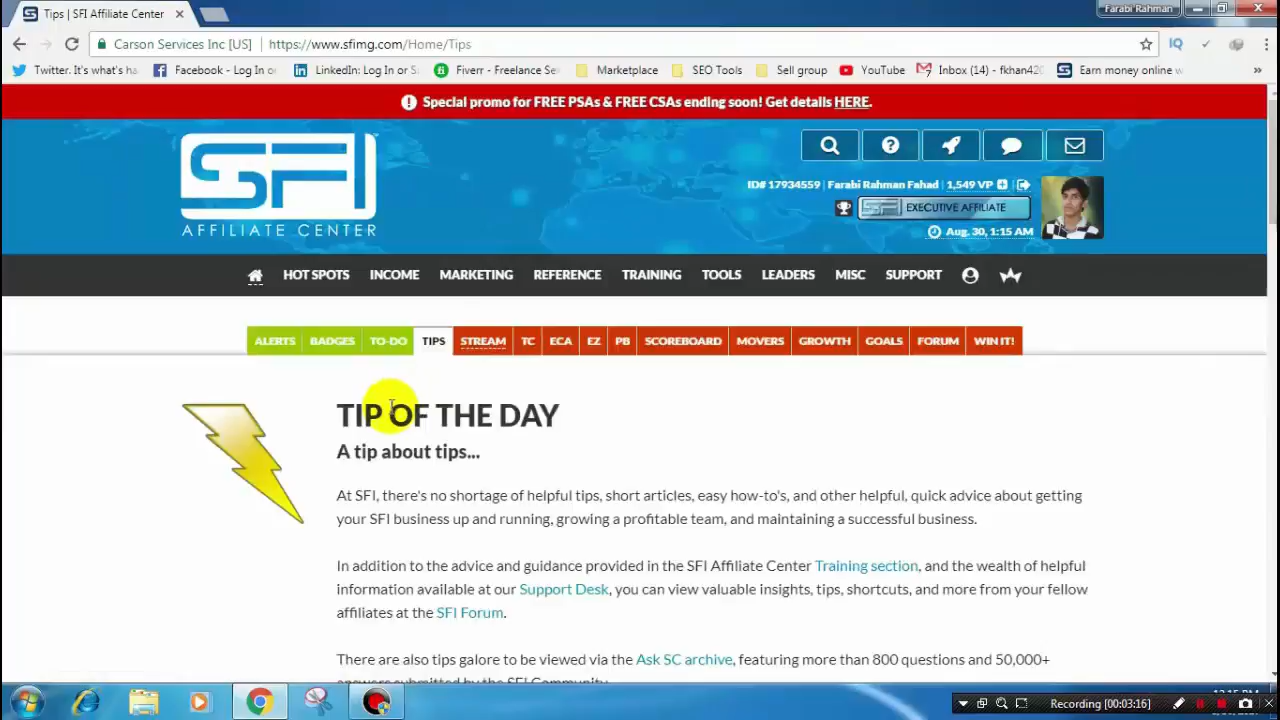 Tips | SFI Affiliate Center
Farabi Rahman
Carson Services Inc [US] | https://www.sfimg.com/Home/Tips
Twitter. It's what's ha
Facebook - Log In or
LinkedIn: Log In or S
Fiverr - Freelance Se
Marketplace
SEO Tools
Sell group
YouTube
Inbox (14) - fkhan420
Earn money online w
Special promo for FREE PSAs & FREE CSAs ending soon! Get details HERE.
SFI
AFFILIATE CENTER
ID# 17934559 | Farabi Rahman Fahad | 1,549 VP
SFI EXECUTIVE AFFILIATE
Aug. 30, 1:15 AM
HOT SPOTS INCOME MARKETING REFERENCE TRAINING TOOLS LEADERS MISC SUPPORT
ALERTS BADGES TO-DO TIPS STREAM TC ECA EZ PB SCOREBOARD MOVERS GROWTH GOALS FORUM WIN IT!
TIP OF THE DAY
A tip about tips...
At SFI, there's no shortage of helpful tips, short articles, easy how-to's, and other helpful, quick advice about getting
your SFI business up and running, growing a profitable team, and maintaining a successful business.
In addition to the advice and guidance provided in the SFI Affiliate Center Training section, and the wealth of helpful
information available at our Support Desk, you can view valuable insights, tips, shortcuts, and more from your fellow
affiliates at the SFI Forum.
There are also tips galore to be viewed via the Ask SC archive, featuring more than 800 questions and 50,000+
answers submitted by the SFI Community.
Recording [00:03:16]